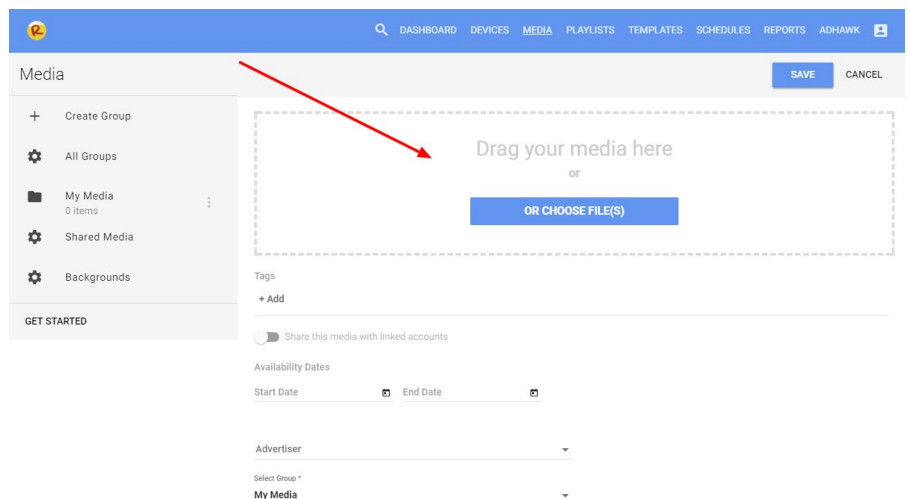 R
DASHBOARD DEVICES MEDIA PLAYLISTS TEMPLATES SCHEDULES REPORTS ADHAWK
Media
SAVE CANCEL
Create Group
All Groups
My Media
0 items
Shared Media
Backgrounds
GET STARTED
Drag your media here
or
OR CHOOSE FILE(S)
Tags
+ Add
Share this media with linked accounts
Availability Dates
Start Date End Date
Advertiser
Select Group *
My Media